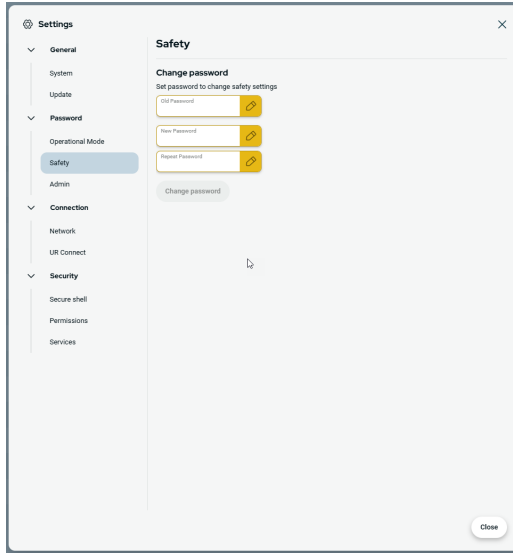 Settings
General
System
Update
Password
Operational Mode
Safety
Admin
Connection
Network
UR Connect
Security
Secure shell
Permissions
Services
Safety
Change password
Set password to change safety settings
Old Password
New Password
Repeat Password
Change password
Close